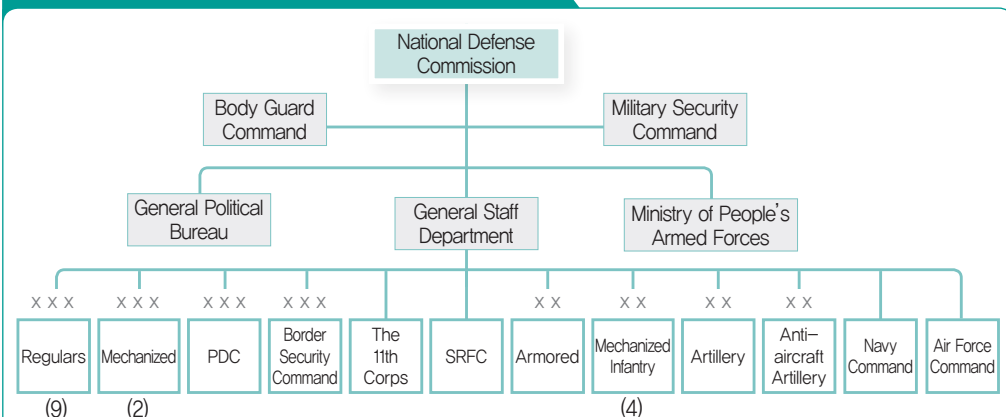 National Defense
Commission
Body Guard
Command
Military Security
Command
General Political
Bureau
General Staff
Department
Ministry of People's
Armed Forces
X X X
X X X
X X X
X X X
X X
X X
X X
X X
Regulars
Mechanized
PDC
Border
Security
Command
The
11th
Corps
SRFC
Armored
Mechanized
Infantry
Artillery
Anti-
aircraft
Artillery
Navy
Command
Air Force
Command
(9)
(2)
(4)